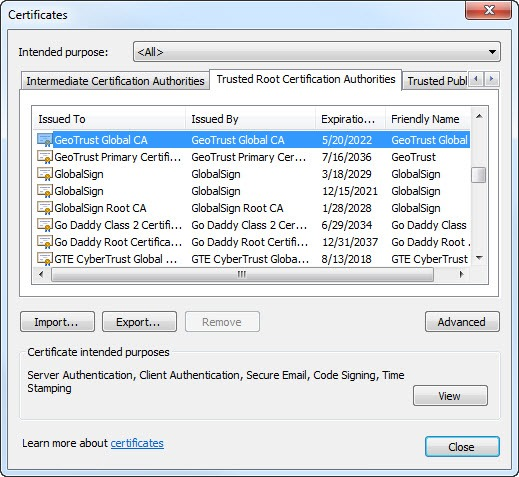 Certificates
Intended purpose: <All>
Intermediate Certification Authorities Trusted Root Certification Authorities Trusted Publ
Issued To Issued By Expiratio... Friendly Name
GeoTrust Global CA GeoTrust Global CA 5/20/2022 GeoTrust Global
GeoTrust Primary Certifi... GeoTrust Primary Cer... 7/16/2036 GeoTrust
GlobalSign GlobalSign 3/18/2029 GlobalSign
GlobalSign GlobalSign 12/15/2021 GlobalSign
GlobalSign Root CA GlobalSign Root CA 1/28/2028 GlobalSign
Go Daddy Class 2 Certifi... Go Daddy Class 2 Cer... 6/29/2034 Go Daddy Class
Go Daddy Root Certifica... Go Daddy Root Certif... 12/31/2037 Go Daddy Root .
GTE CyberTrust Global ... GTE CyberTrust Globa... 8/13/2018 GTE CyberTrust
Import... Export... Remove Advanced
Certificate intended purposes
Server Authentication, Client Authentication, Secure Email, Code Signing, Time
Stamping
View
Learn more about certificates
Close